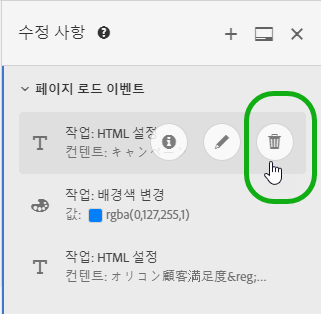 수정 사항
페이지 로드 이벤트
작업: HTML 설정
컨텐트: キャンペ
작업: 배경색 변경
값: rgba(0,127,255,1)
작업: HTML 설정
컨텐트: オリコン顧客満足度&reg;...